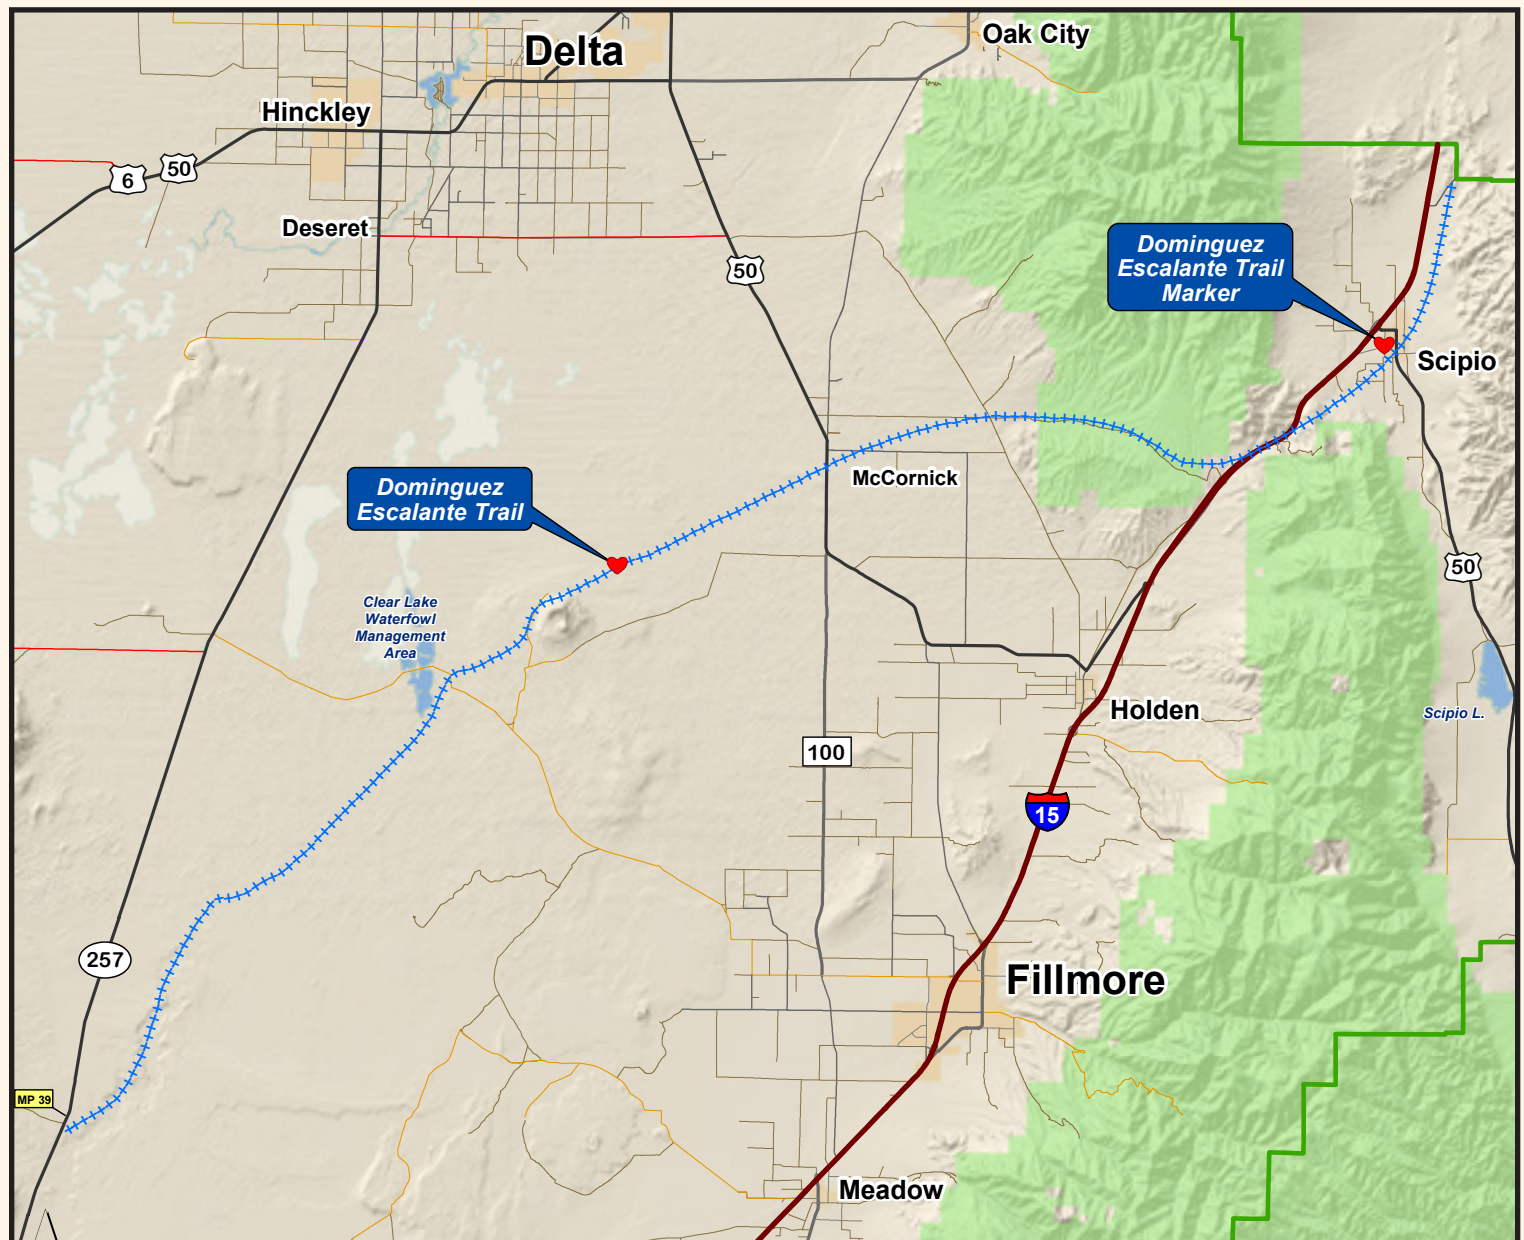 Oak City
Delta
Hinckley
6
50
Deseret
50
Dominguez
Escalante Trail
Marker
Scipio
McCornick
Dominguez
Escalante Trail
50
Clear Lake
Waterfowl
Management
Area
Holden
Scipio L.
100
15
257
Fillmore
MP 39
Meadow